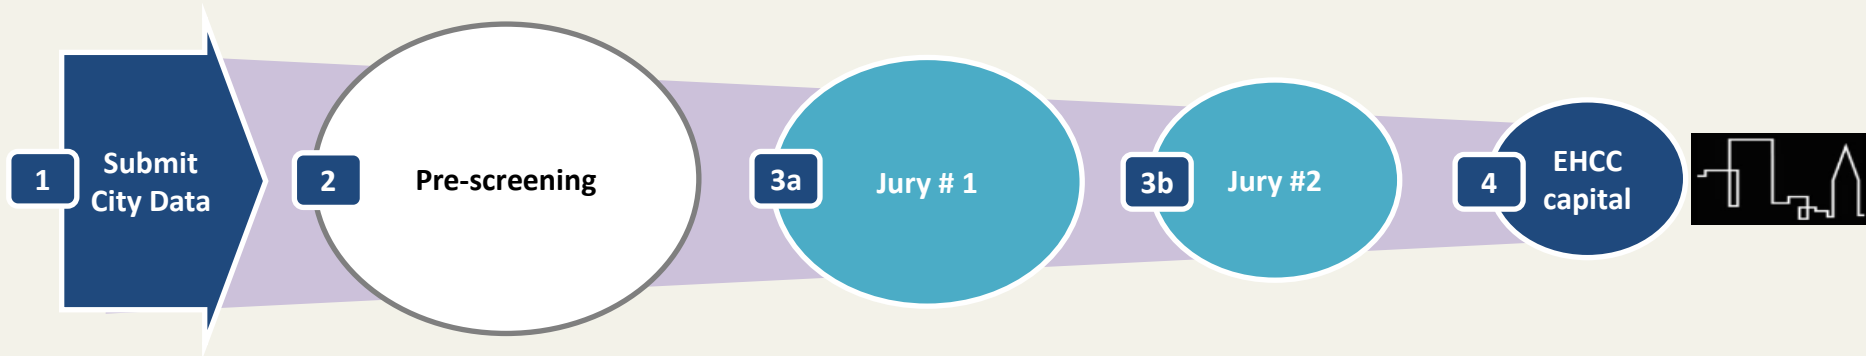 1
Submit
City Data
2
Pre-screening
3a
Jury # 1
3b
Jury #2
4
EHCC
capital